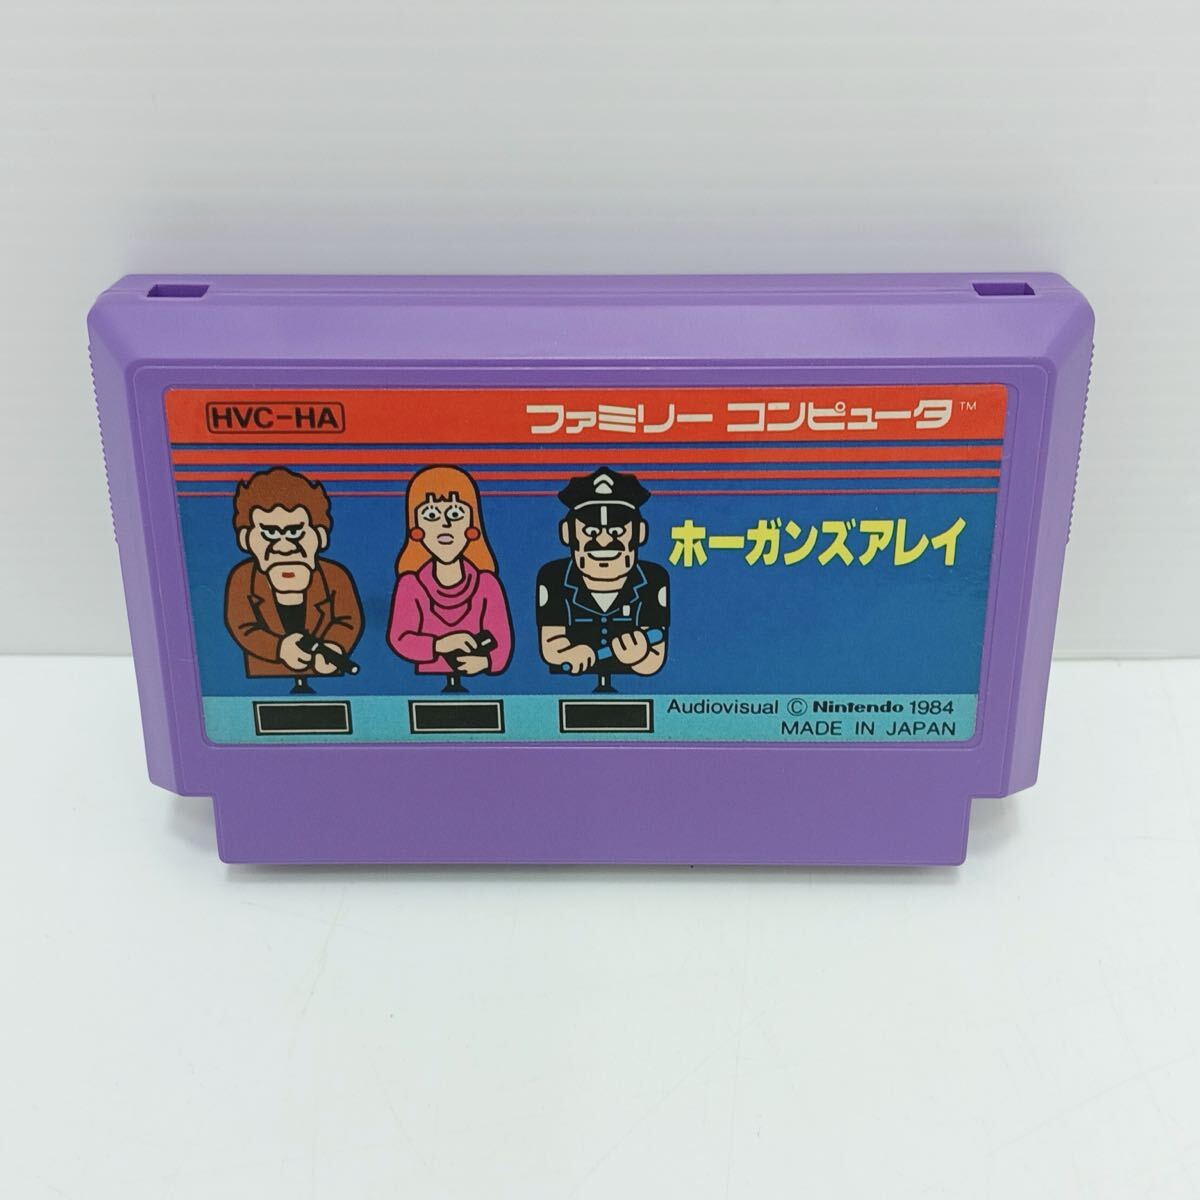 HVC-HA
ファミリー コンピュータ™
ホーガンズアレイ
Audiovisual © Nintendo 1984
MADE IN JAPAN